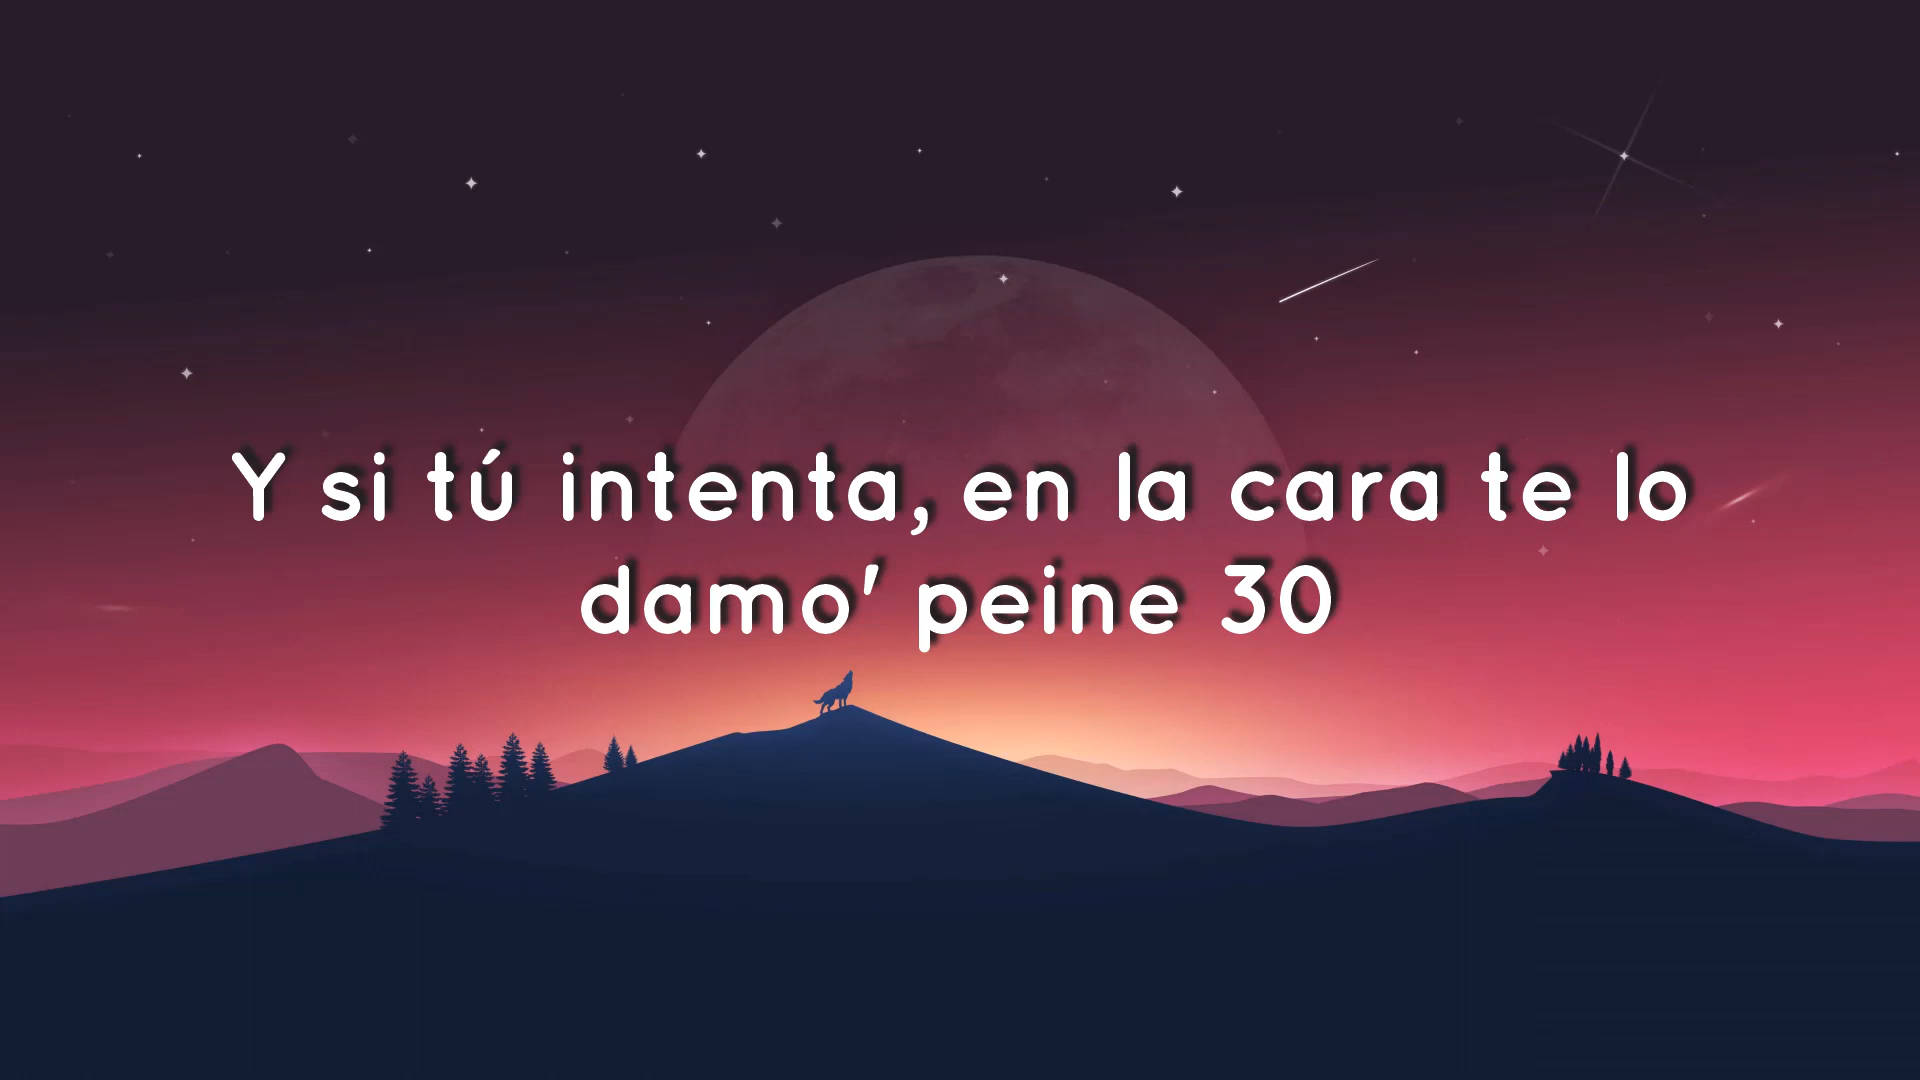 Y si tú intenta, en la cara te lo
damo' peine 30